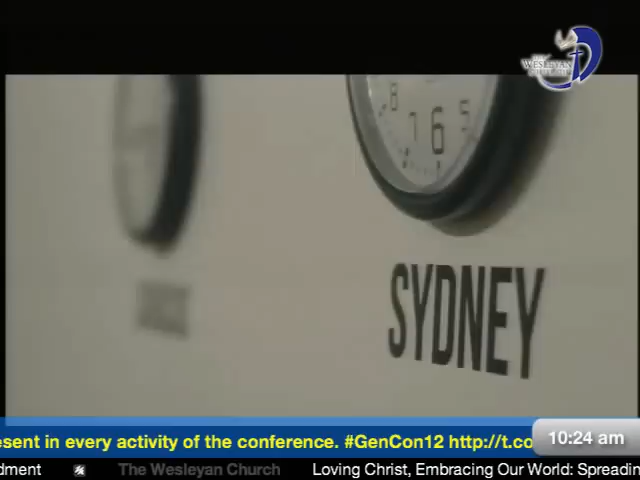 THE
WESLEYAN
CHURCH
8 7 6 5
SYDNEY
esent in every activity of the conference. #GenCon12 http://t.co
10:24 am
dment The Wesleyan Church Loving Christ, Embracing Our World: Spreadin